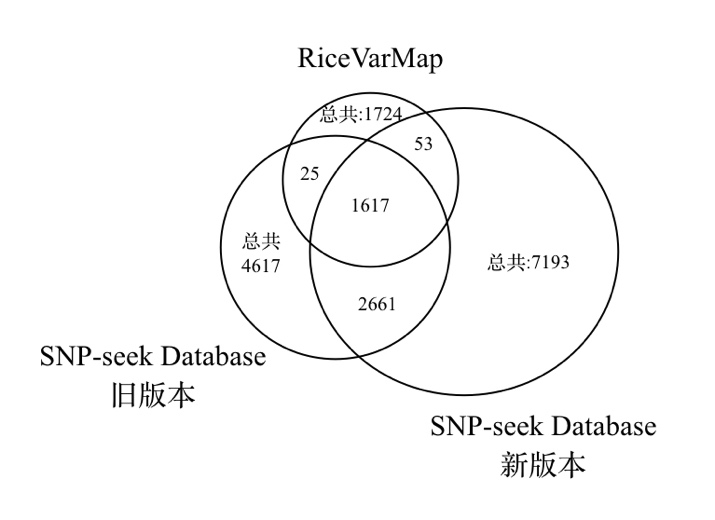 RiceVarMap
总共:1724
53
25
1617
总共
4617
总共:7193
2661
SNP-seek Database
旧版本
SNP-seek Database
新版本